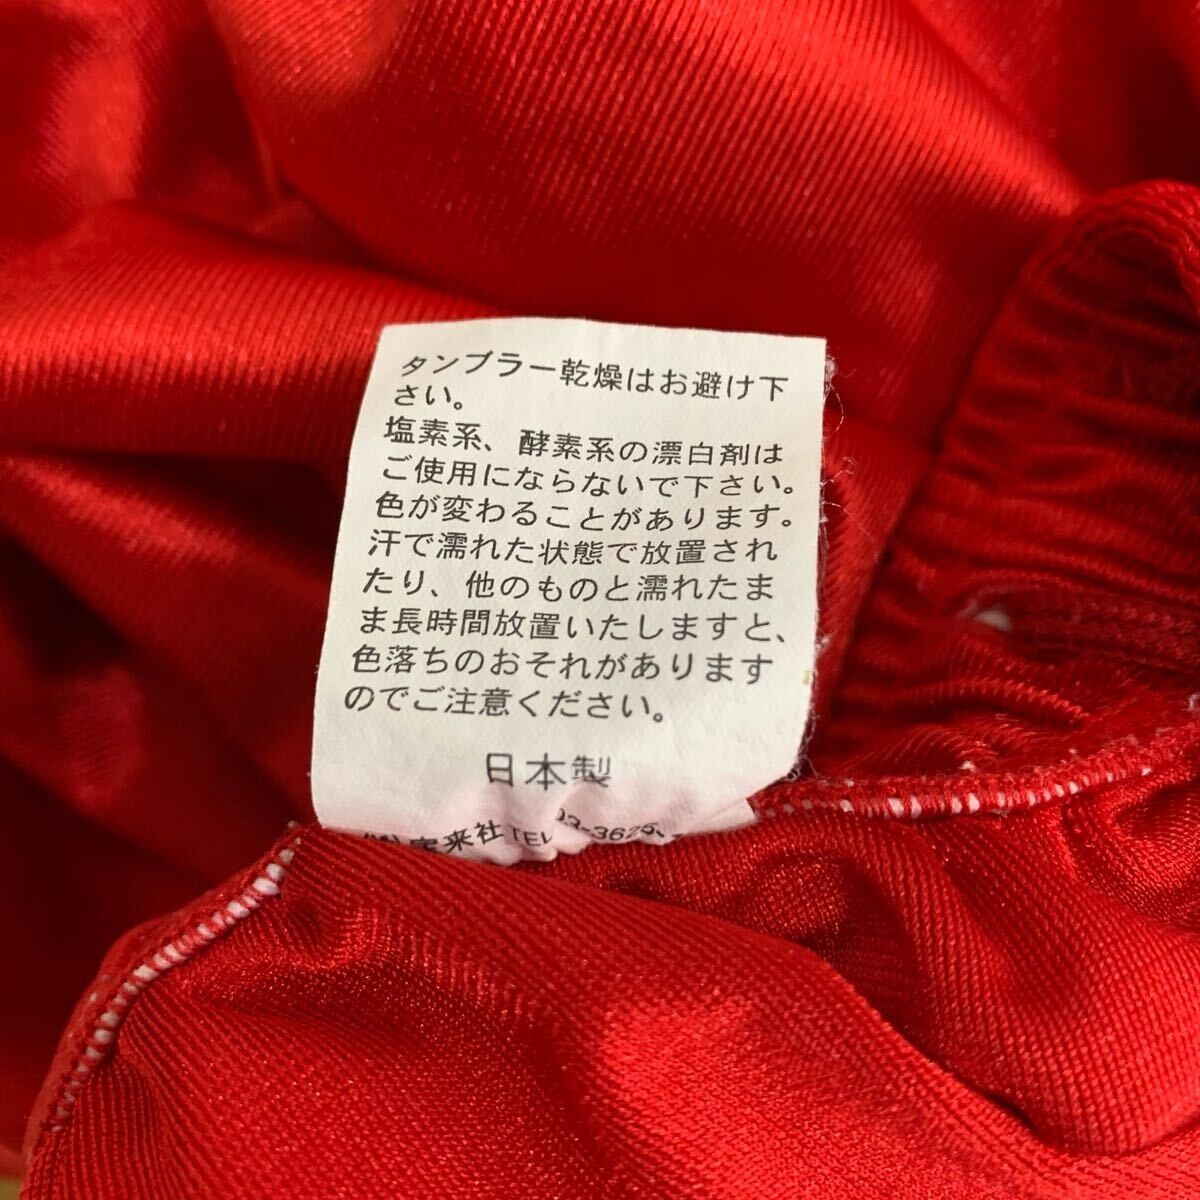 タンブラー乾燥はお避け下
さい。
塩素系、酵素系の漂白剤は
ご使用にならないで下さい。
色が変わることがあります。
汗で濡れた状態で放置され
たり、他のものと濡れたま
ま長時間放置いたしますと、
色落ちのおそれがあります
のでご注意ください。
日本製
来社 TEL 03-3625